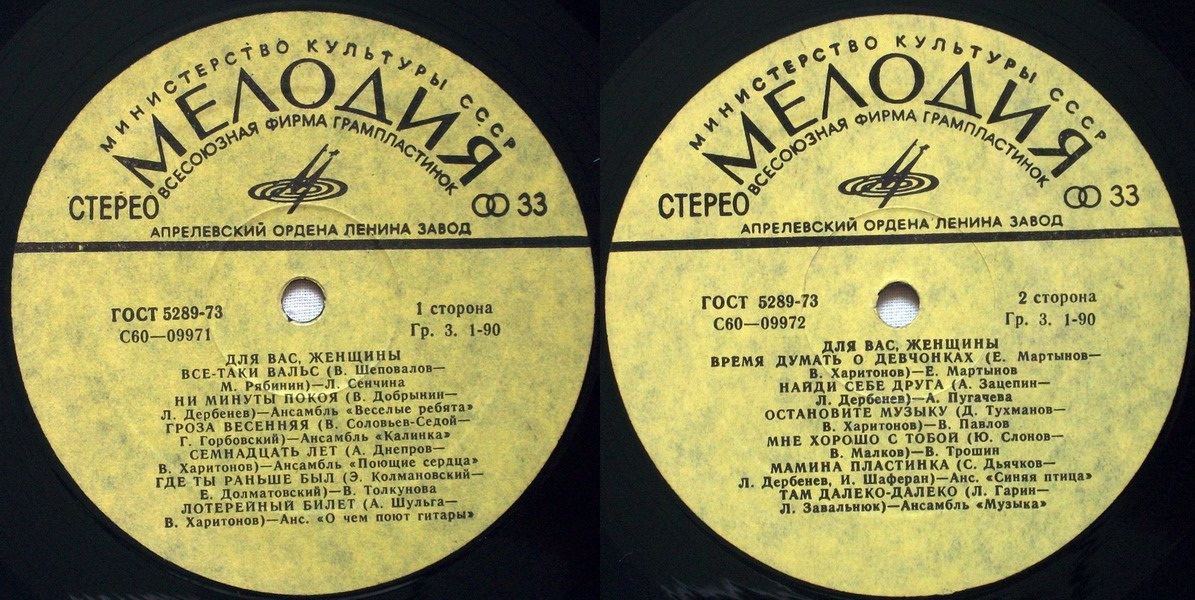 МИНИСТЕРСТВО КУЛЬТУРЫ СССР
МЕЛОДИЯ
ВСЕСОЮЗНАЯ ФИРМА ГРАМПЛАСТИНОК
СТЕРЕО
33
АПРЕЛЕВСКИЙ ОРДЕНА ЛЕНИНА ЗАВОД
ГОСТ 5289-73
1 сторона
С60—09971
Гр. 3. 1-90
ДЛЯ ВАС, ЖЕНЩИНЫ
ВСЕ-ТАКИ ВАЛЬС (В. Шеповалов—
М. Рябинин)—Л. Сенчина
НИ МИНУТЫ ПОКОЯ (В. Добрынин—
Л. Дербенев)—Ансамбль «Веселые ребята»
ГРОЗА ВЕСЕННЯЯ (В. Соловьев-Седой—
Г. Горбовский)—Ансамбль «Калинка»
СЕМНАДЦАТЬ ЛЕТ (А. Днепров—
В. Харитонов)—Ансамбль «Поющие сердца»
ГДЕ ТЫ РАНЬШЕ БЫЛ (Э. Колмановский—
Е. Долматовский)—В. Толкунова
ЛОТЕРЕЙНЫЙ БИЛЕТ (А. Шульга—
В. Харитонов)—Анс. «О чем поют гитары»
МИНИСТЕРСТВО КУЛЬТУРЫ СССР
МЕЛОДИЯ
ВСЕСОЮЗНАЯ ФИРМА ГРАМПЛАСТИНОК
СТЕРЕО
33
АПРЕЛЕВСКИЙ ОРДЕНА ЛЕНИНА ЗАВОД
ГОСТ 5289-73
2 сторона
С60—09972
Гр. 3. 1-90
ДЛЯ ВАС, ЖЕНЩИНЫ
ВРЕМЯ ДУМАТЬ О ДЕВЧОНКАХ (Е. Мартынов—
В. Харитонов)—Е. Мартынов
НАЙДИ СЕБЕ ДРУГА (А. Зацепин—
Л. Дербенев)—А. Пугачева
ОСТАНОВИТЕ МУЗЫКУ (Д. Тухманов—
В. Харитонов)—В. Павлов
МНЕ ХОРОШО С ТОБОЙ (Ю. Слонов—
В. Малков)—В. Трошин
МАМИНА ПЛАСТИНКА (С. Дьячков—
Л. Дербенев, И. Шаферан)—Анс. «Синяя птица»
ТАМ ДАЛЕКО-ДАЛЕКО (Л. Гарин—
Л. Завальнюк)—Ансамбль «Музыка»